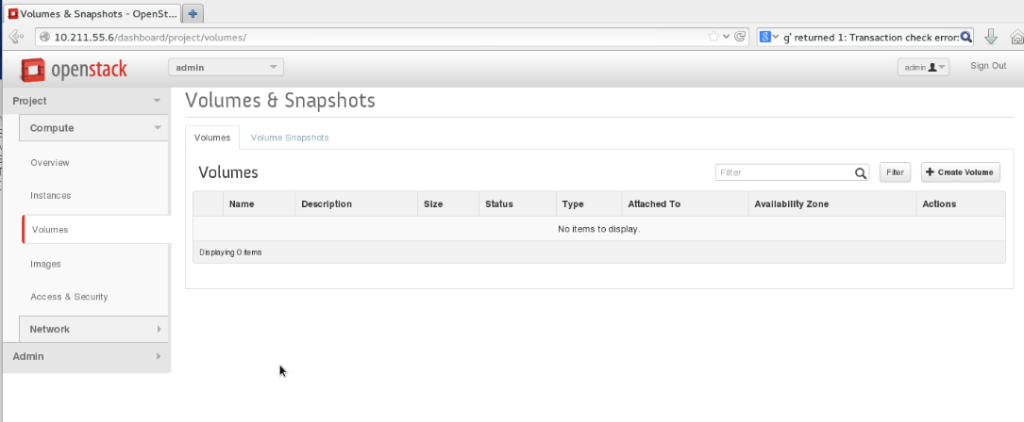 Volumes & Snapshots - OpenSt...
10.211.55.6/dashboard/project/volumes/
g' returned 1: Transaction check error:
openstack
admin
admin
Sign Out
Project
Compute
Overview
Instances
Volumes
Images
Access & Security
Network
Admin
Volumes & Snapshots
Volumes Volume Snapshots
Volumes
Filter
Filter
+ Create Volume
Name Description Size Status Type Attached To Availability Zone Actions
No items to display.
Displaying 0 items